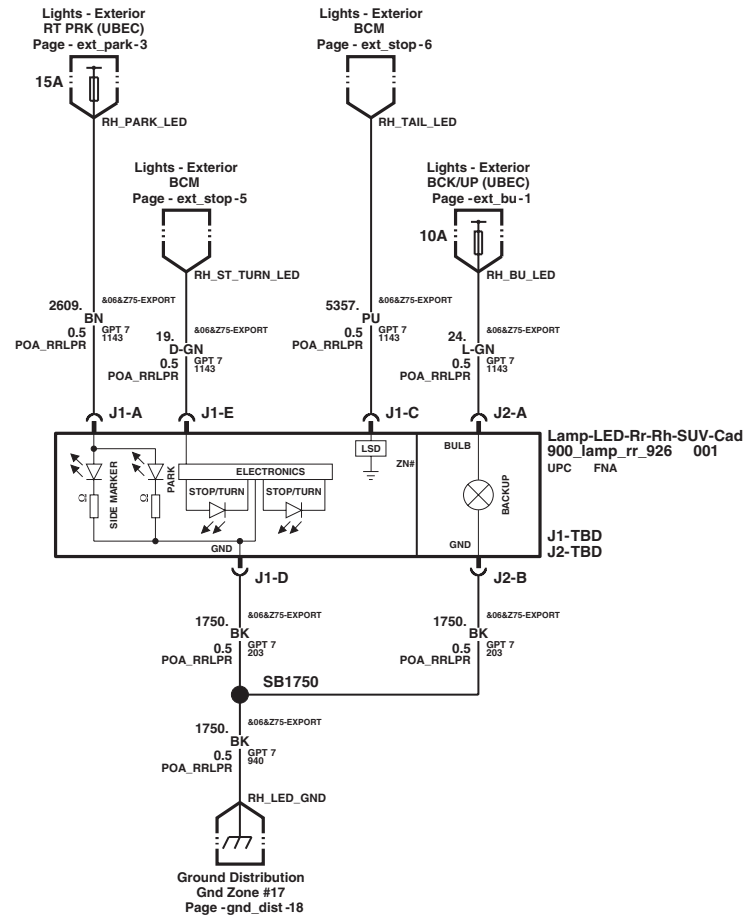 Lights - Exterior
RT PRK (UBEC)
Page - ext_park-3
15A
RH_PARK_LED
Lights - Exterior
BCM
Page - ext_stop-6
RH_TAIL_LED
Lights - Exterior
BCM
Page - ext_stop-5
RH_ST_TURN_LED
Lights - Exterior
BCK/UP (UBEC)
Page -ext_bu-1
10A
RH_BU_LED
2609.
&06&Z75-EXPORT
BN
0.5
GPT 7
1143
POA_RRLPR
19.
&06&Z75-EXPORT
D-GN
0.5
GPT 7
1143
POA_RRLPR
5357.
&06&Z75-EXPORT
PU
0.5
GPT 7
1143
POA_RRLPR
24.
&06&Z75-EXPORT
L-GN
0.5
GPT 7
1143
POA_RRLPR
J1-A
J1-E
J1-C
J2-A
Lamp-LED-Rr-Rh-SUV-Cad
900_lamp_rr_926 001
UPC FNA
Ω
SIDE MARKER
Ω
PARK
ELECTRONICS
STOP/TURN
STOP/TURN
GND
LSD
ZN#
BULB
BACKUP
GND
J1-TBD
J2-TBD
J1-D
J2-B
1750.
&06&Z75-EXPORT
BK
0.5
GPT 7
203
POA_RRLPR
1750.
&06&Z75-EXPORT
BK
0.5
GPT 7
203
POA_RRLPR
SB1750
1750.
&06&Z75-EXPORT
BK
0.5
GPT 7
940
POA_RRLPR
RH_LED_GND
Ground Distribution
Gnd Zone #17
Page -gnd_dist-18